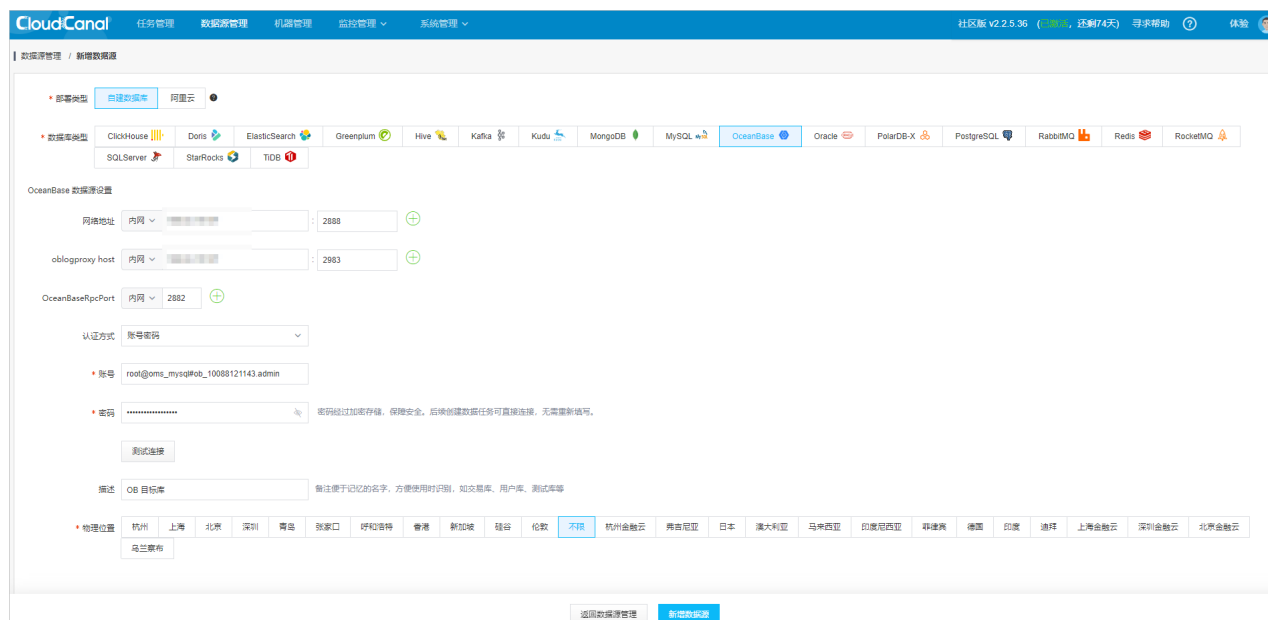 CloudCanal 任务管理 数据源管理 机器管理 监控管理 系统管理 社区版 v2.2.5.36 (已激活，还剩74天) 寻求帮助 体验
数据源管理 / 新增数据源
* 部署类型 自建数据库 阿里云
* 数据库类型 ClickHouse Doris ElasticSearch Greenplum Hive Kafka Kudu MongoDB MySQL OceanBase Oracle PolarDB-X PostgreSQL RabbitMQ Redis RocketMQ
SQLServer StarRocks TiDB
OceanBase 数据源设置
网络地址 内网 : 2888
oblogproxy host 内网 : 2983
OceanBaseRpcPort 内网 2882
认证方式 账号密码
* 账号 root@oms_mysql#ob_10088121143.admin
* 密码 •••••••••••••••••• 密码经过加密存储，保障安全。后续创建数据任务可直接连接，无需重新填写。
测试连接
描述 OB 目标库 备注便于记忆的名字，方便使用时识别，如交易库、用户库、测试库等
* 物理位置 杭州 上海 北京 深圳 青岛 张家口 呼和浩特 香港 新加坡 硅谷 伦敦 不限 杭州金融云 弗吉尼亚 日本 澳大利亚 马来西亚 印度尼西亚 菲律宾 德国 印度 迪拜 上海金融云 深圳金融云 北京金融云
乌兰察布
返回数据源管理 新增数据源